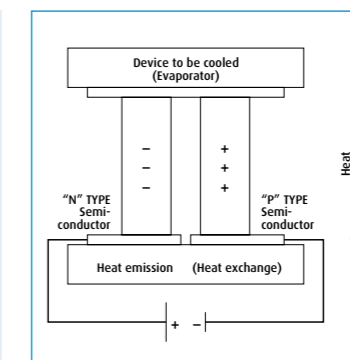 Device to be cooled
(Evaporator)
– +
– +
– +
“N” TYPE
Semi-
conductor
“P” TYPE
Semi-
conductor
Heat
Heat emission (Heat exchange)
+ –